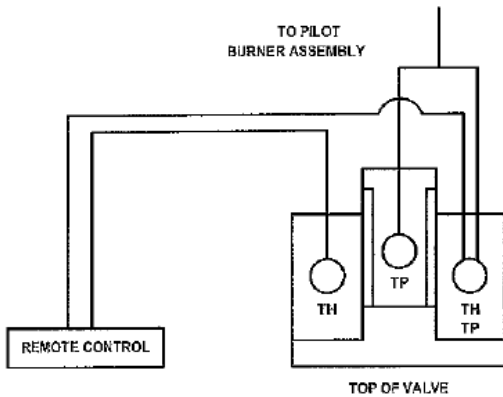 TO PILOT
BURNER ASSEMBLY
TH
TP
TH
TP
REMOTE CONTROL
TOP OF VALVE